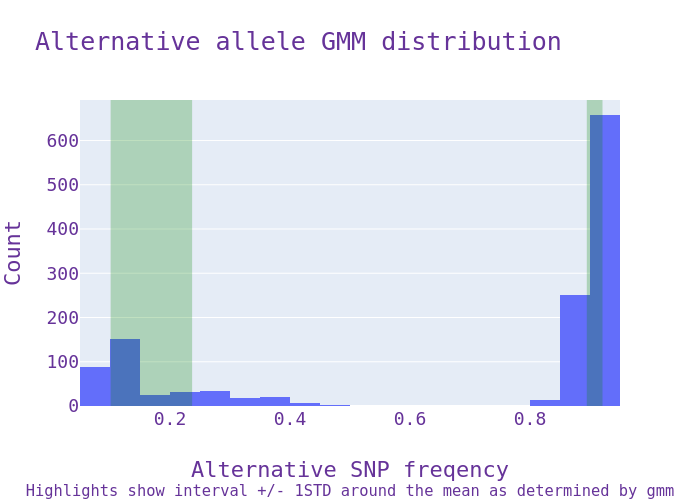 Alternative allele GMM distribution
600
500
400
300
200
100
0
Count
0.2 0.4 0.6 0.8
Alternative SNP freqency
Highlights show interval +/- 1STD around the mean as determined by gmm